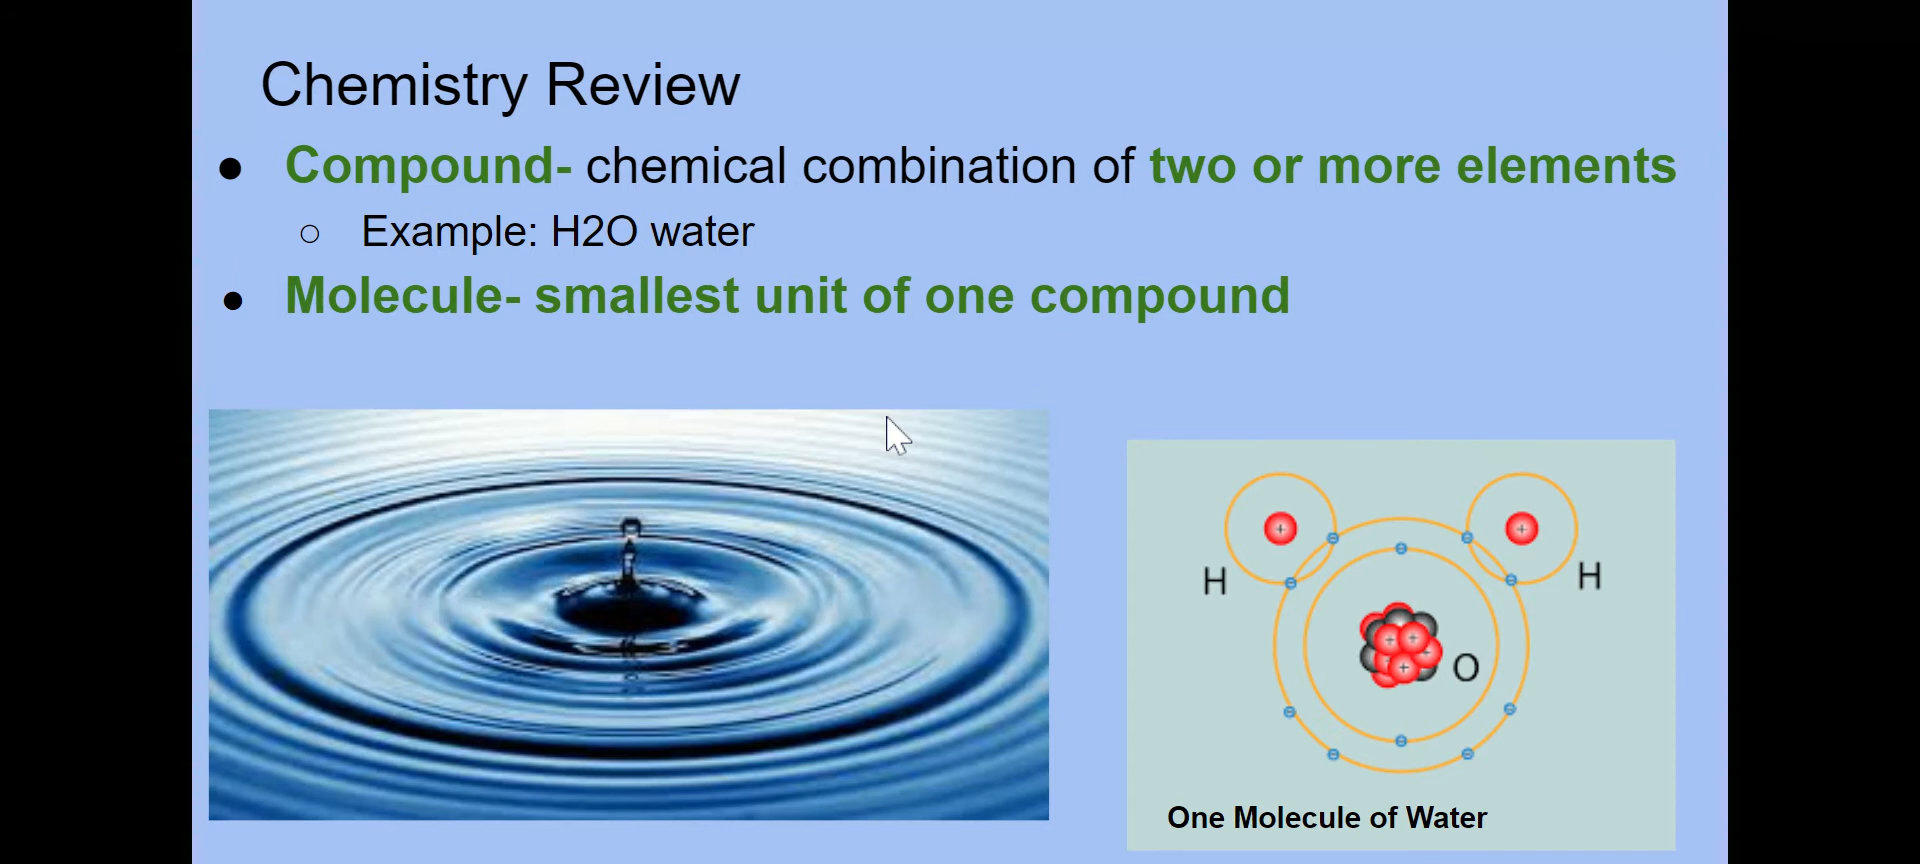 Chemistry Review
● Compound- chemical combination of two or more elements
○ Example: H2O water
● Molecule- smallest unit of one compound
H
H
O
One Molecule of Water